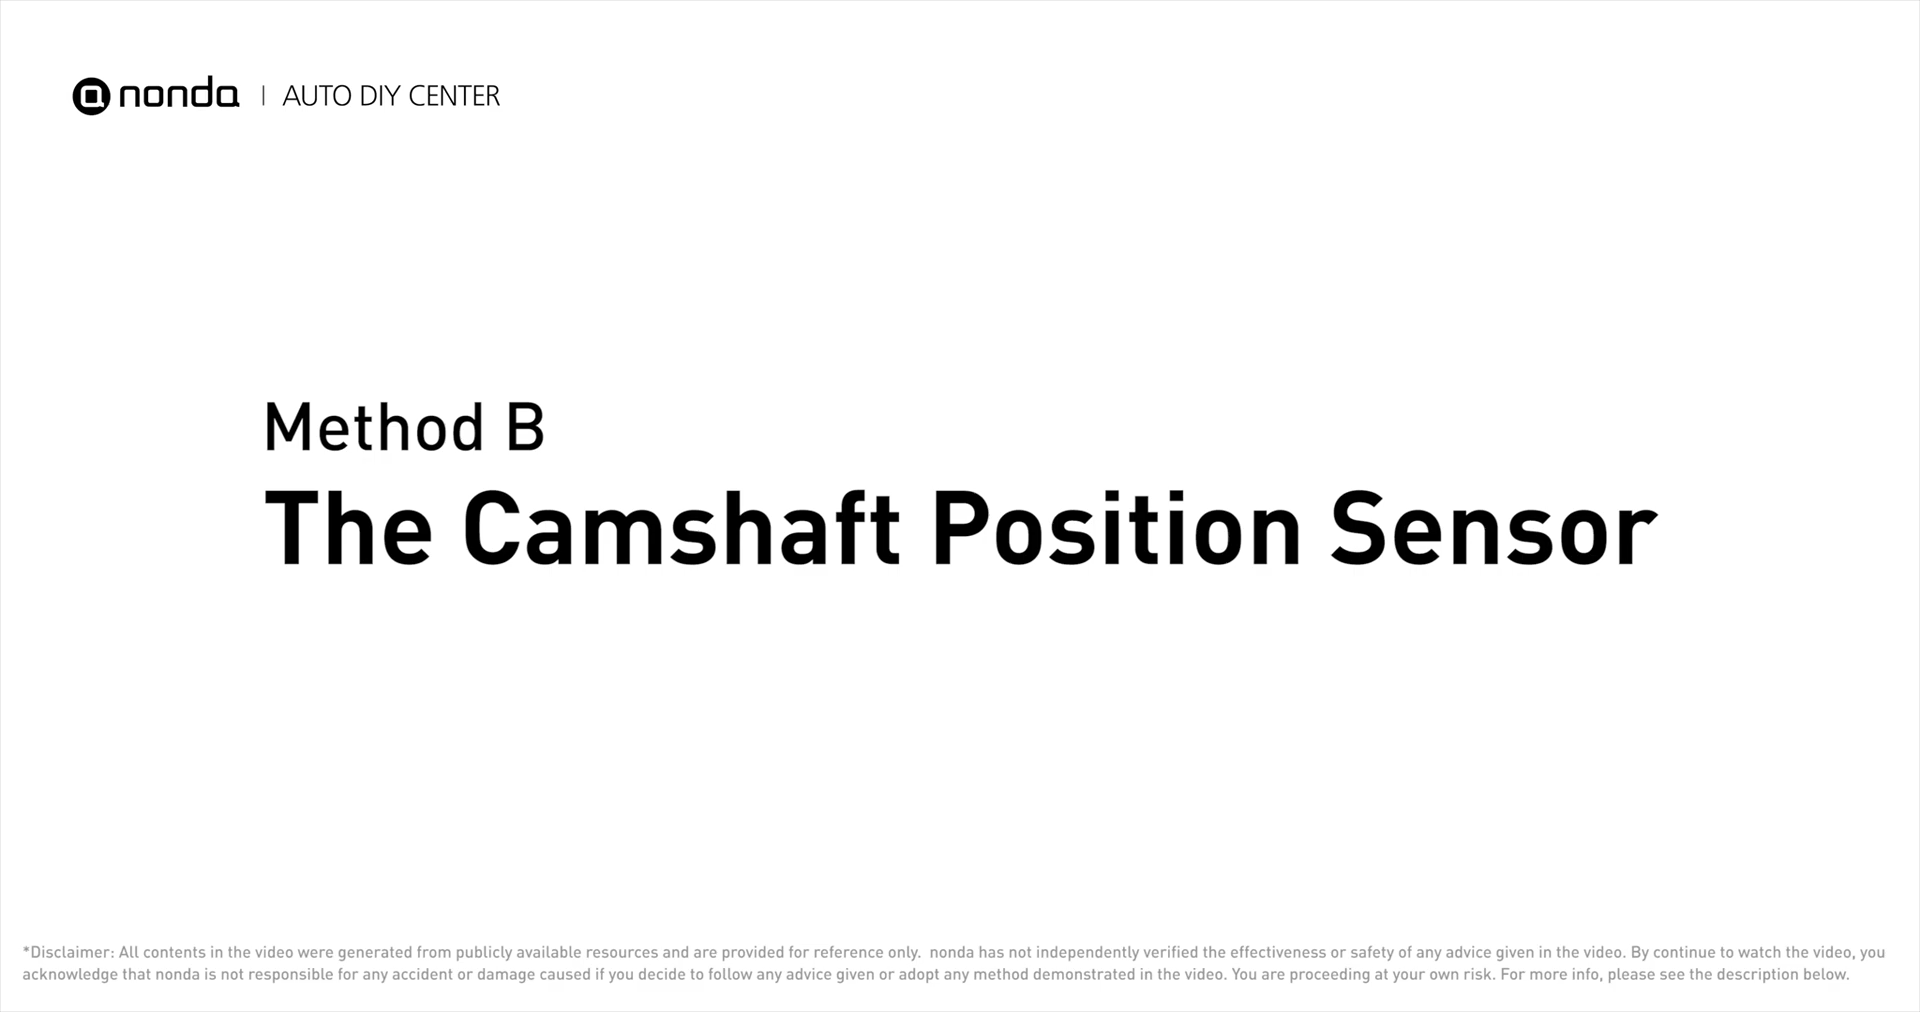 nonda | AUTO DIY CENTER
Method B
The Camshaft Position Sensor
*Disclaimer: All contents in the video were generated from publicly available resources and are provided for reference only. nonda has not independently verified the effectiveness or safety of any advice given in the video. By continue to watch the video, you
acknowledge that nonda is not responsible for any accident or damage caused if you decide to follow any advice given or adopt any method demonstrated in the video. You are proceeding at your own risk. For more info, please see the description below.